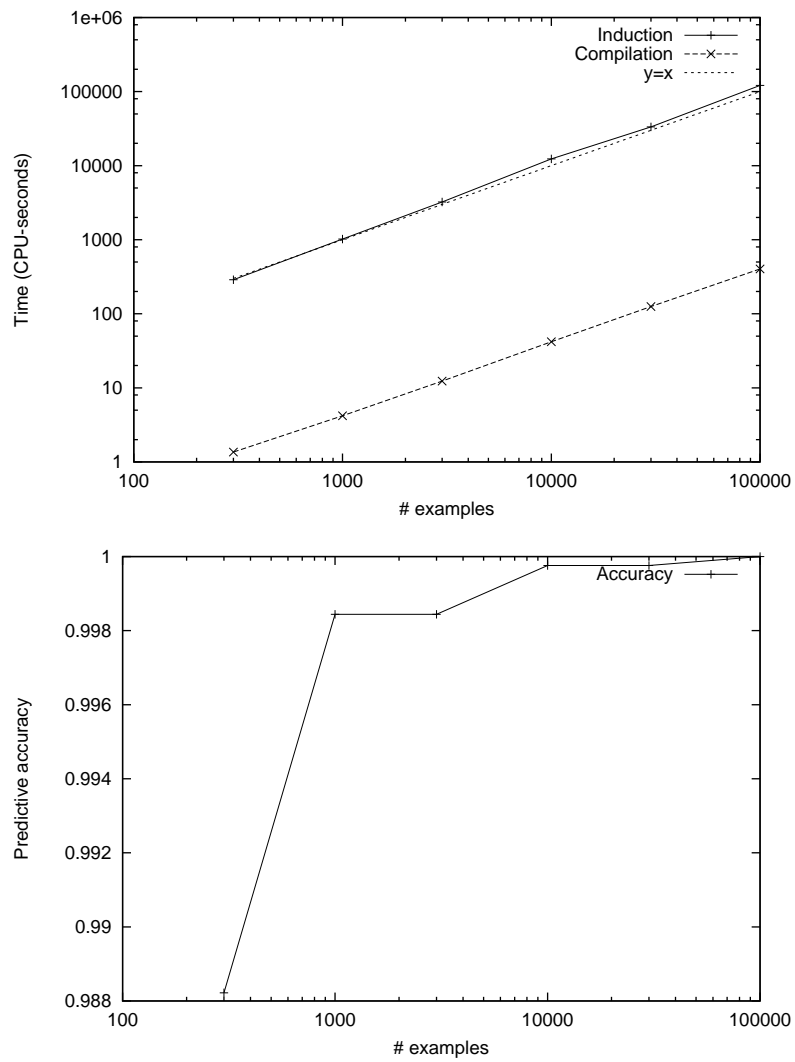 1e+06
100000
10000
1000
100
10
1
Time (CPU-seconds)
Induction
Compilation
y=x
100
1000
10000
100000
# examples
1
0.998
0.996
0.994
0.992
0.99
0.988
Predictive accuracy
Accuracy
100
1000
10000
100000
# examples